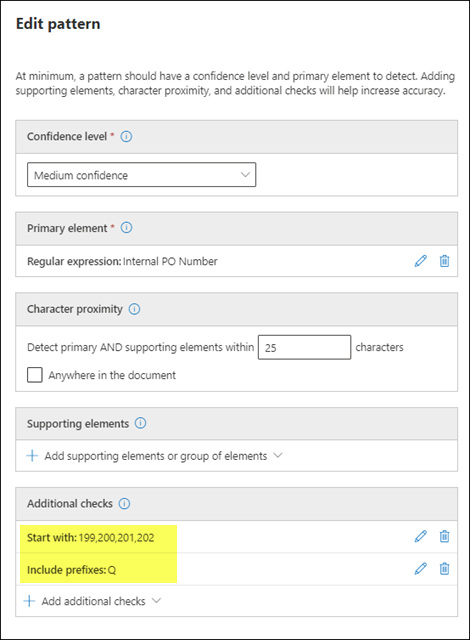 Edit pattern
At minimum, a pattern should have a confidence level and primary element to detect. Adding
supporting elements, character proximity, and additional checks will help increase accuracy.
Confidence level *
Medium confidence
Primary element *
Regular expression: Internal PO Number
Character proximity
Detect primary AND supporting elements within 25 characters
Anywhere in the document
Supporting elements
Add supporting elements or group of elements
Additional checks
Start with: 199,200,201,202
Include prefixes: Q
Add additional checks